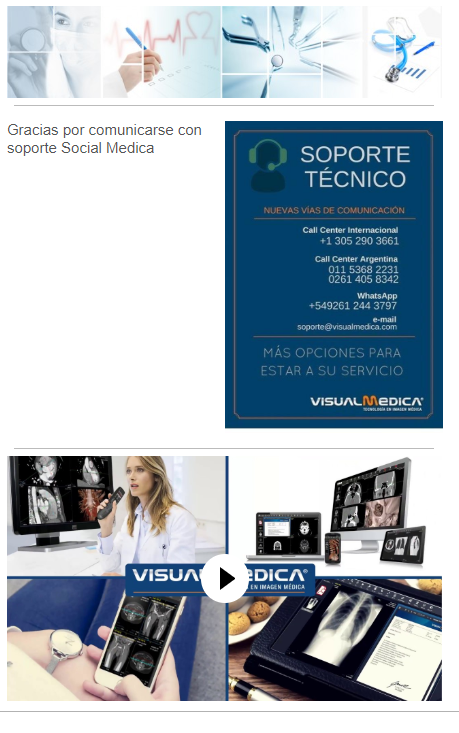 Gracias por comunicarse con
soporte Social Medica
SOPORTE
TÉCNICO
NUEVAS VÍAS DE COMUNICACIÓN
Call Center Internacional
+1 305 290 3661
Call Center Argentina
011 5368 2231
0261 405 8342
WhatsApp
+549261 244 3797
e-mail
soporte@visualmedica.com
MÁS OPCIONES PARA
ESTAR A SU SERVICIO
VISUALMEDICA
TECNOLOGÍA EN IMAGEN MÉDICA
VISUA EDICA
EN IMAGEN MÉDICA